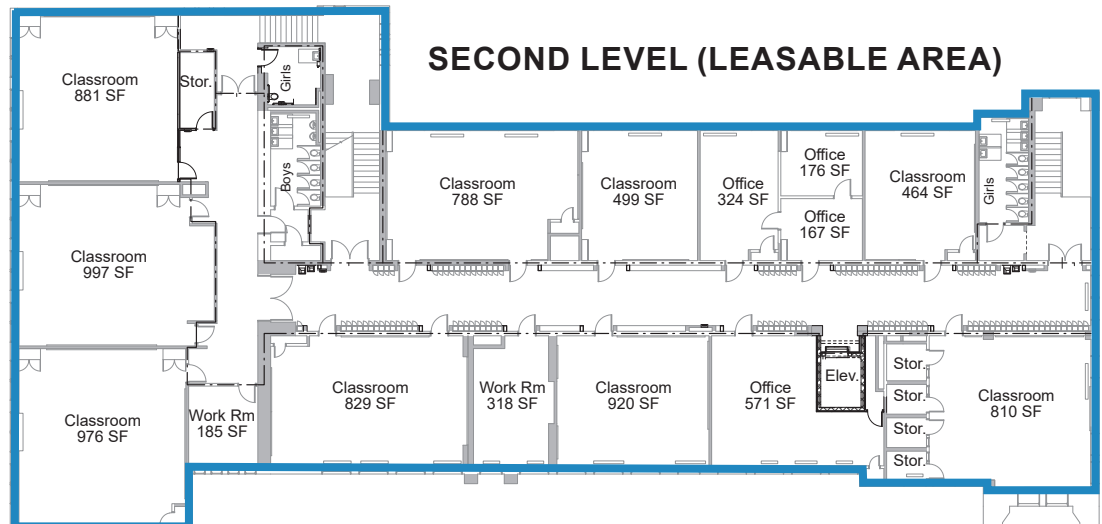 SECOND LEVEL (LEASABLE AREA)
Classroom
881 SF
Stor.
Girls
Boys
Classroom
788 SF
Classroom
499 SF
Office
324 SF
Office
176 SF
Office
167 SF
Classroom
464 SF
Girls
Classroom
997 SF
Classroom
976 SF
Work Rm
185 SF
Classroom
829 SF
Work Rm
318 SF
Classroom
920 SF
Office
571 SF
Elev.
Stor.
Stor.
Stor.
Stor.
Classroom
810 SF